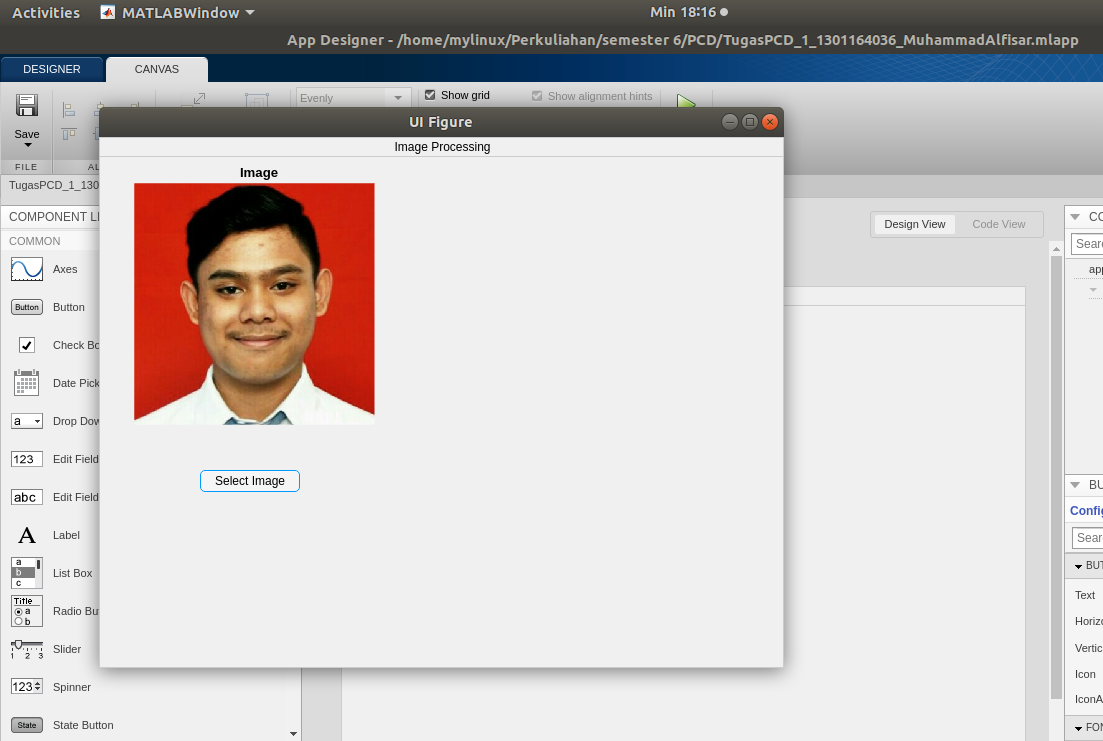 Activities MATLABWindow Min 18:16
App Designer - /home/mylinux/Perkuliahan/semester 6/PCD/TugasPCD_1_1301164036_MuhammadAlfisar.mlapp
DESIGNER CANVAS
Save
FILE
AL
Evenly
Show grid
Show alignment hints
UI Figure
Image Processing
Image
Select Image
TugasPCD_1_130
COMPONENT LI
COMMON
Axes
Button Button
Check Bo
Date Pick
a Drop Dow
123 Edit Field
abc Edit Field
A Label
a
b
c
List Box
Title
a
b
Radio Bu
1 2 3 Slider
123 Spinner
State State Button
Design View Code View
CO
Searc
app
BU
Config
Searc
BUT
Text
Horizo
Vertic
Icon
IconA
FON